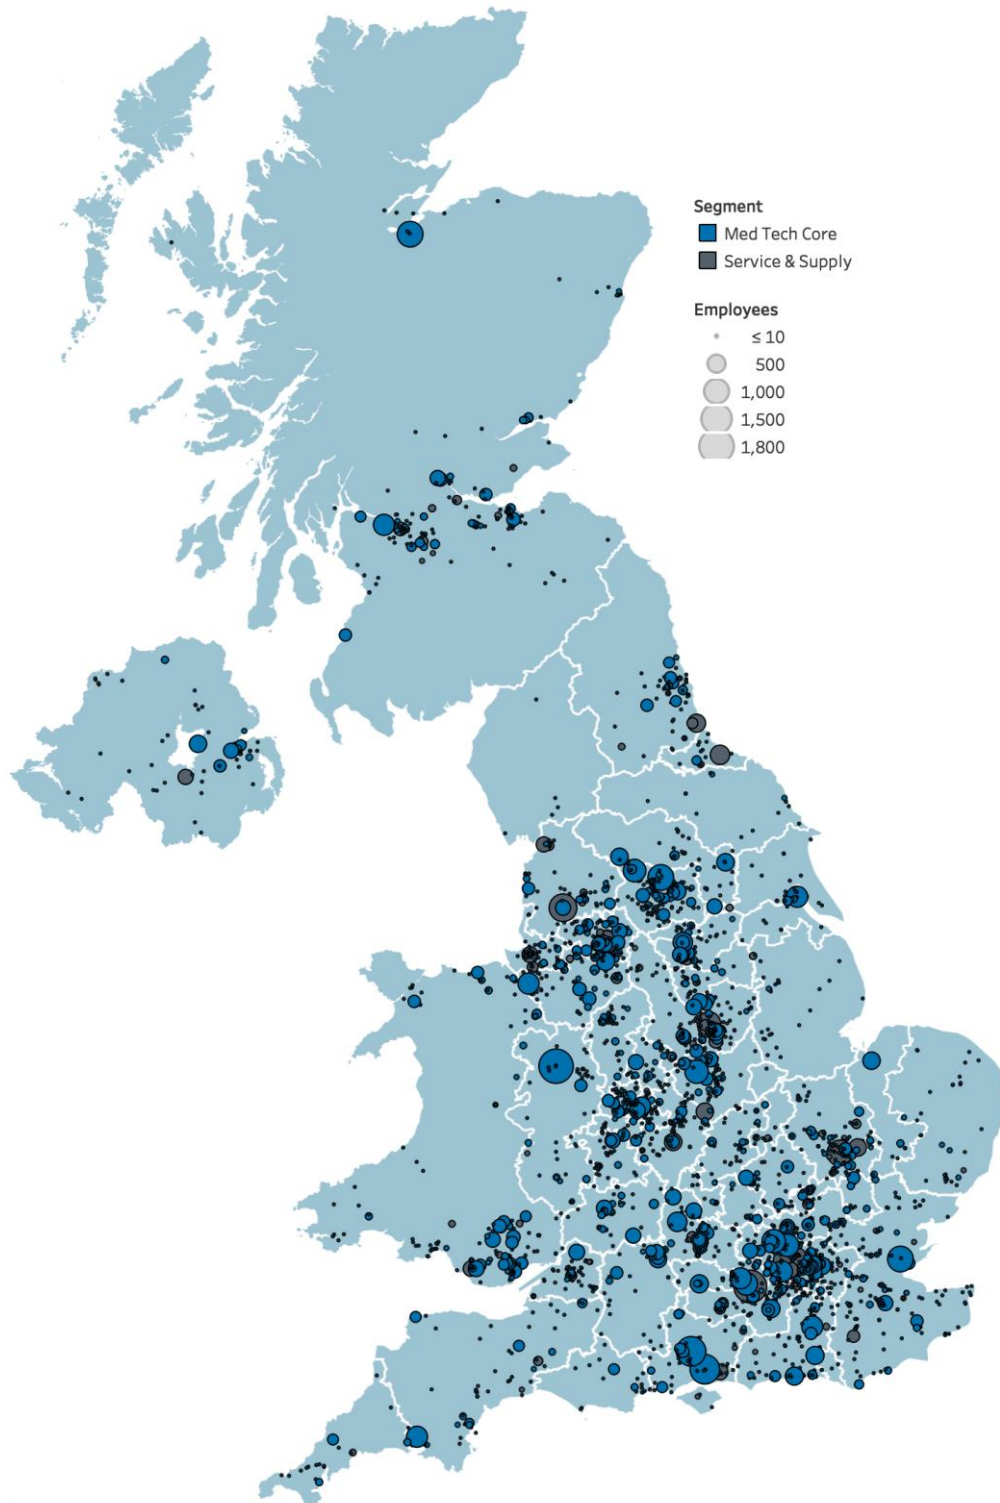 Segment
Med Tech Core
Service & Supply
Employees
≤ 10
500
1,000
1,500
1,800